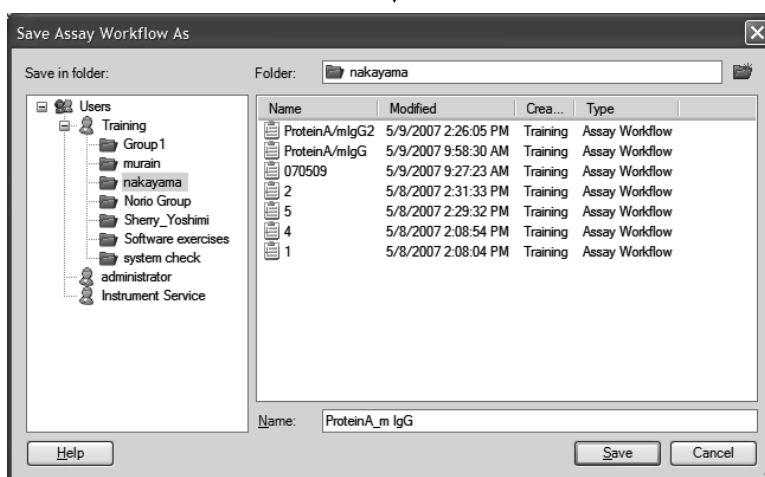 Save Assay Workflow As
Save in folder:
Folder: nakayama
Users
Training
Group1
murain
nakayama
Norio Group
Sherry_Yoshimi
Software exercises
system check
administrator
Instrument Service
Name Modified Crea... Type
ProteinA/mIgG2 5/9/2007 2:26:05 PM Training Assay Workflow
ProteinA/mIgG 5/9/2007 9:58:30 AM Training Assay Workflow
070509 5/9/2007 9:27:23 AM Training Assay Workflow
2 5/8/2007 2:31:33 PM Training Assay Workflow
5 5/8/2007 2:29:32 PM Training Assay Workflow
4 5/8/2007 2:08:54 PM Training Assay Workflow
1 5/8/2007 2:08:04 PM Training Assay Workflow
Name: ProteinA_m IgG
Help Save Cancel